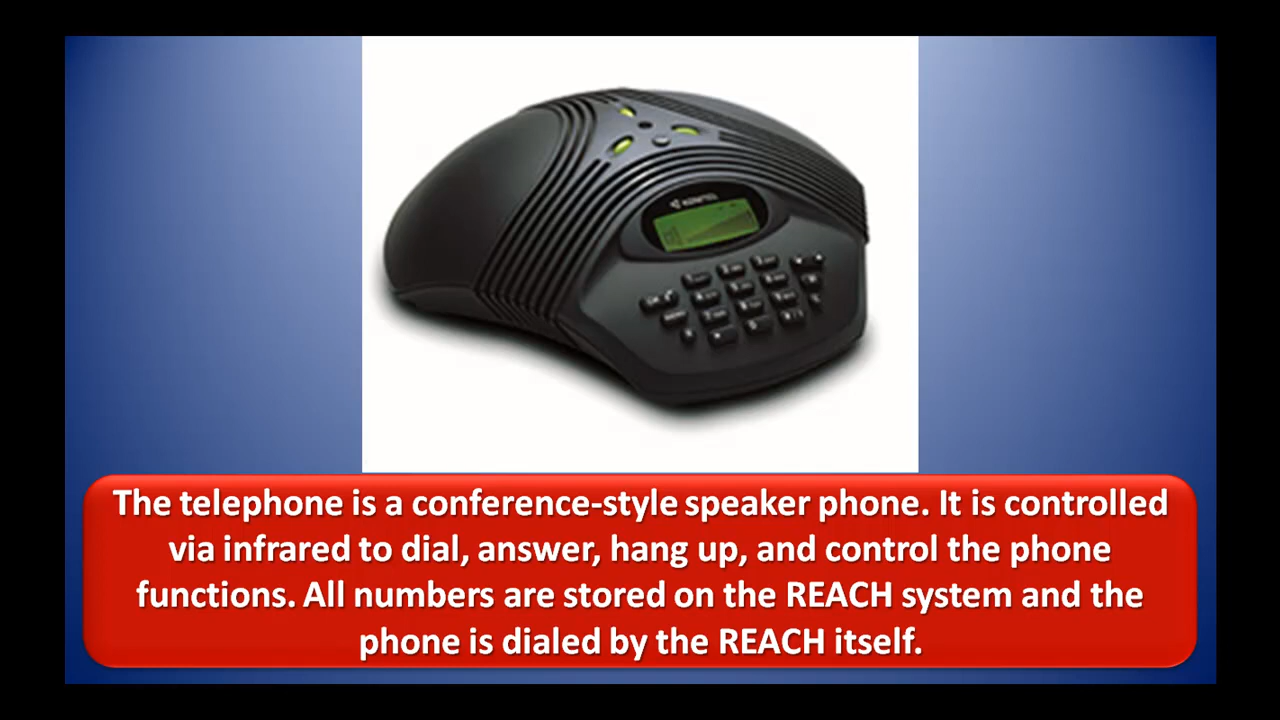 KONFTEL
The telephone is a conference-style speaker phone. It is controlled
via infrared to dial, answer, hang up, and control the phone
functions. All numbers are stored on the REACH system and the
phone is dialed by the REACH itself.